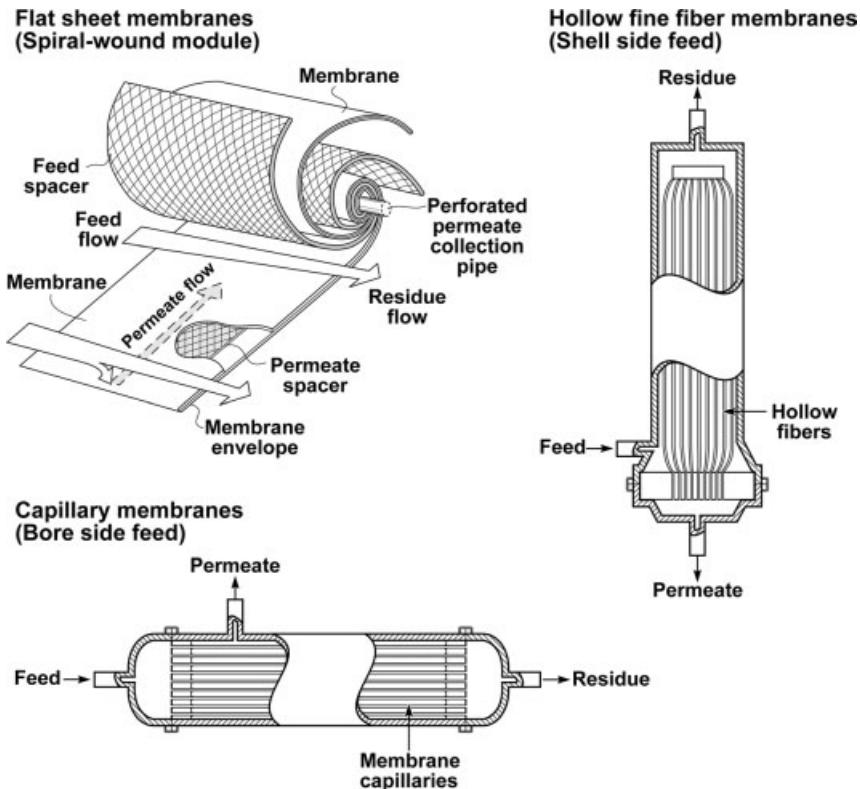 Flat sheet membranes
(Spiral-wound module)
Membrane
Feed
spacer
Feed
flow
Perforated
permeate
collection
pipe
Membrane
Permeate flow
Residue
flow
Permeate
spacer
Membrane
envelope
Hollow fine fiber membranes
(Shell side feed)
Residue
Hollow
fibers
Feed
Permeate
Capillary membranes
(Bore side feed)
Permeate
Feed
Residue
Membrane
capillaries